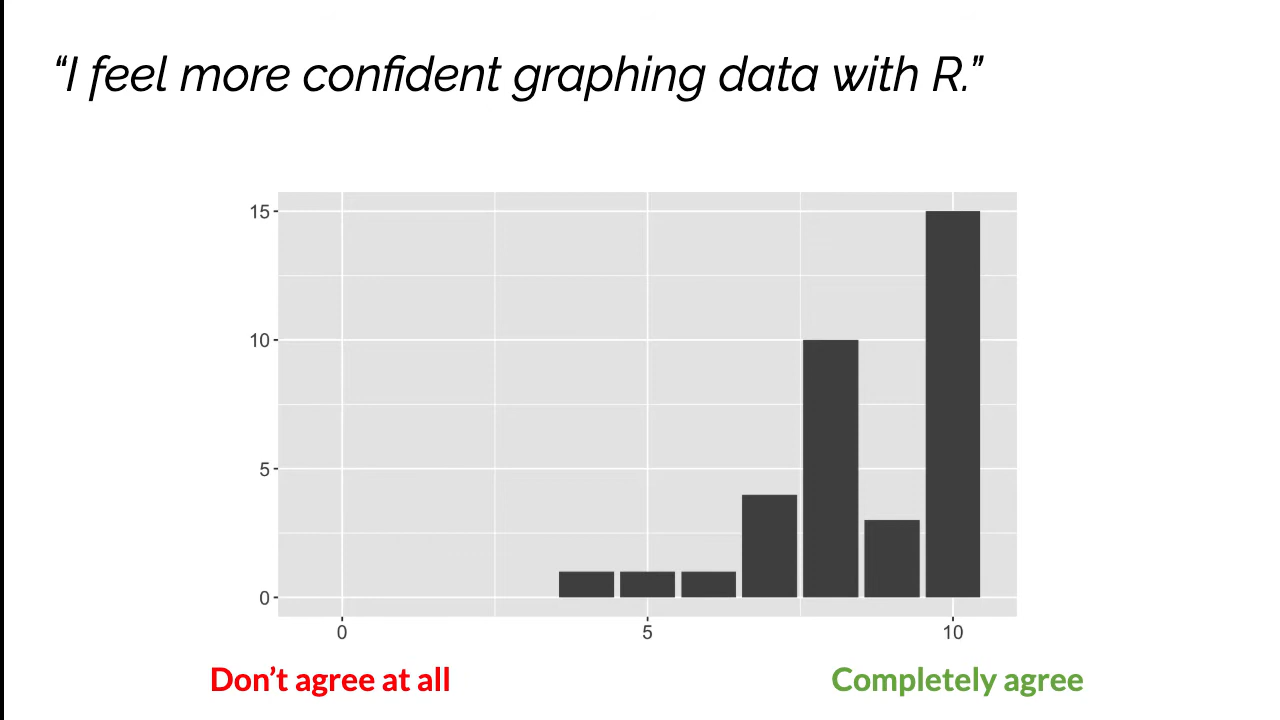 “I feel more confident graphing data with R.”
15
10
5
0
0 5 10
Don’t agree at all Completely agree